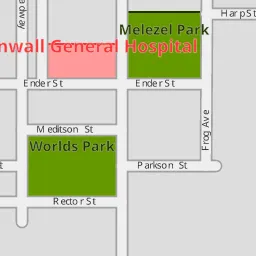 Harp St
Melezel Park
nwall General Hospital
Ender St
Ender St
Frog Ave
Meditson St
Worlds Park
Parkson St
Rector St